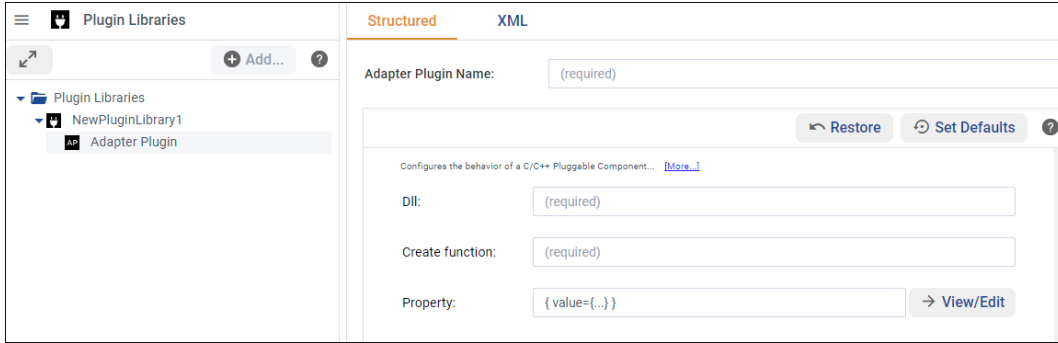 Plugin Libraries
Structured XML
Add... ?
Adapter Plugin Name: (required)
Plugin Libraries
NewPluginLibrary1
AP Adapter Plugin
Restore Set Defaults ?
Configures the behavior of a C/C++ Pluggable Component... [More...]
Dll: (required)
Create function: (required)
Property: { value={...} } View/Edit